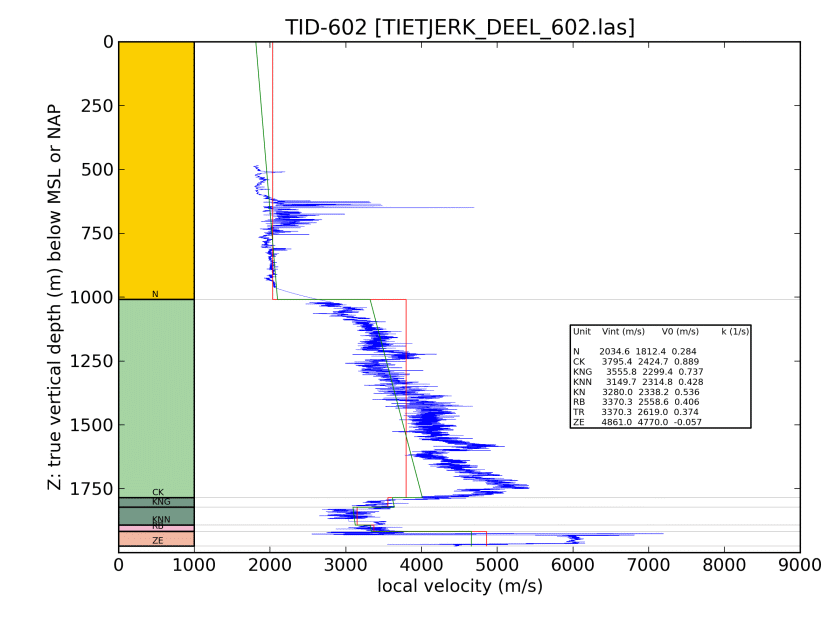 TID-602 [TIETJERK_DEEL_602.las]
0
250
500
750
1000
1250
1500
1750
Z: true vertical depth (m) below MSL or NAP
N
CK
KNG
KNN
RB
ZE
Unit Vint (m/s) V0 (m/s) k (1/s)
N 2034.6 1812.4 0.284
CK 3795.4 2424.7 0.889
KNG 3555.8 2299.4 0.737
KNN 3149.7 2314.8 0.428
KN 3280.0 2338.2 0.536
RB 3370.3 2558.6 0.406
TR 3370.3 2619.0 0.374
ZE 4861.0 4770.0 -0.057
0 1000 2000 3000 4000 5000 6000 7000 8000 9000
local velocity (m/s)